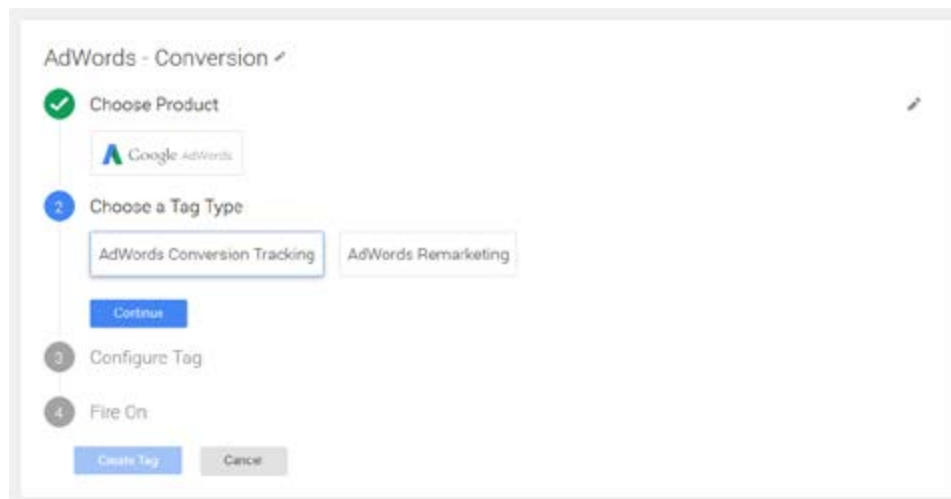 AdWords - Conversion
Choose Product
Google AdWords
2 Choose a Tag Type
AdWords Conversion Tracking AdWords Remarketing
Continue
3 Configure Tag
4 Fire On
Create Tag Cancel